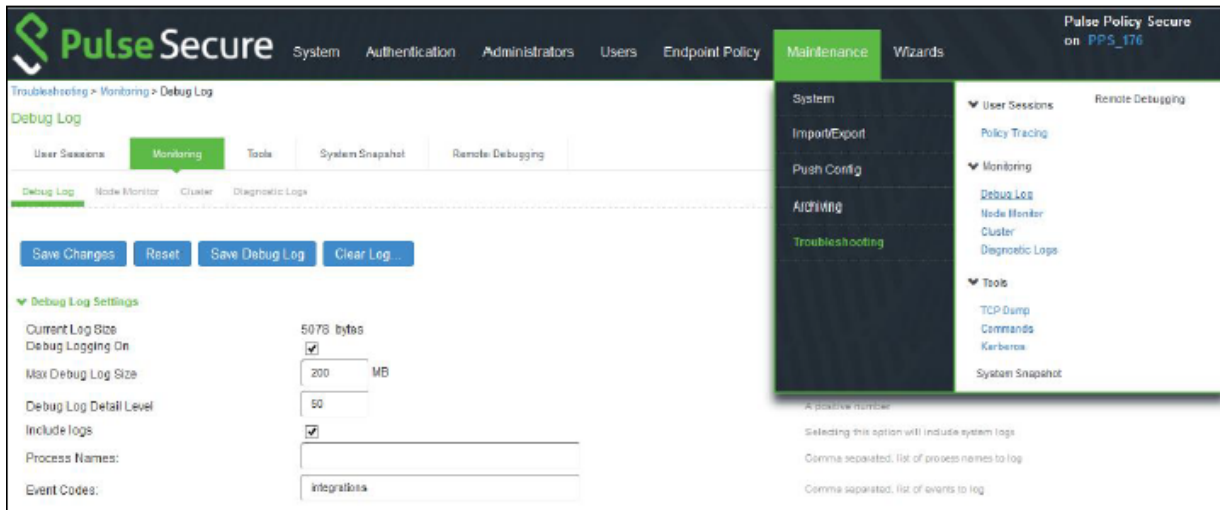 Pulse Secure
System Authentication Administrators Users Endpoint Policy Maintenance Wizards
Pulse Policy Secure
on PPS_176
Troubleshooting > Monitoring > Debug Log
Debug Log
User Sessions Monitoring Tools System Snapshot Remote Debugging
Debug Log Node Monitor Cluster Diagnostic Logs
System
Import/Export
Push Config
Archiving
Troubleshooting
User Sessions
Policy Tracing
Monitoring
Debug Log
Node Monitor
Cluster
Diagnostic Logs
Tools
TCP Dump
Commands
Kerberos
System Snapshot
Remote Debugging
Save Changes Reset Save Debug Log Clear Log...
Debug Log Settings
Current Log Size 5078 bytes
Debug Logging On
Max Debug Log Size 200 MB
Debug Log Detail Level 50 A positive number
Include logs Selecting this option will include system logs
Process Names: Comma separated, list of process names to log
Event Codes: integrations Comma separated, list of events to log